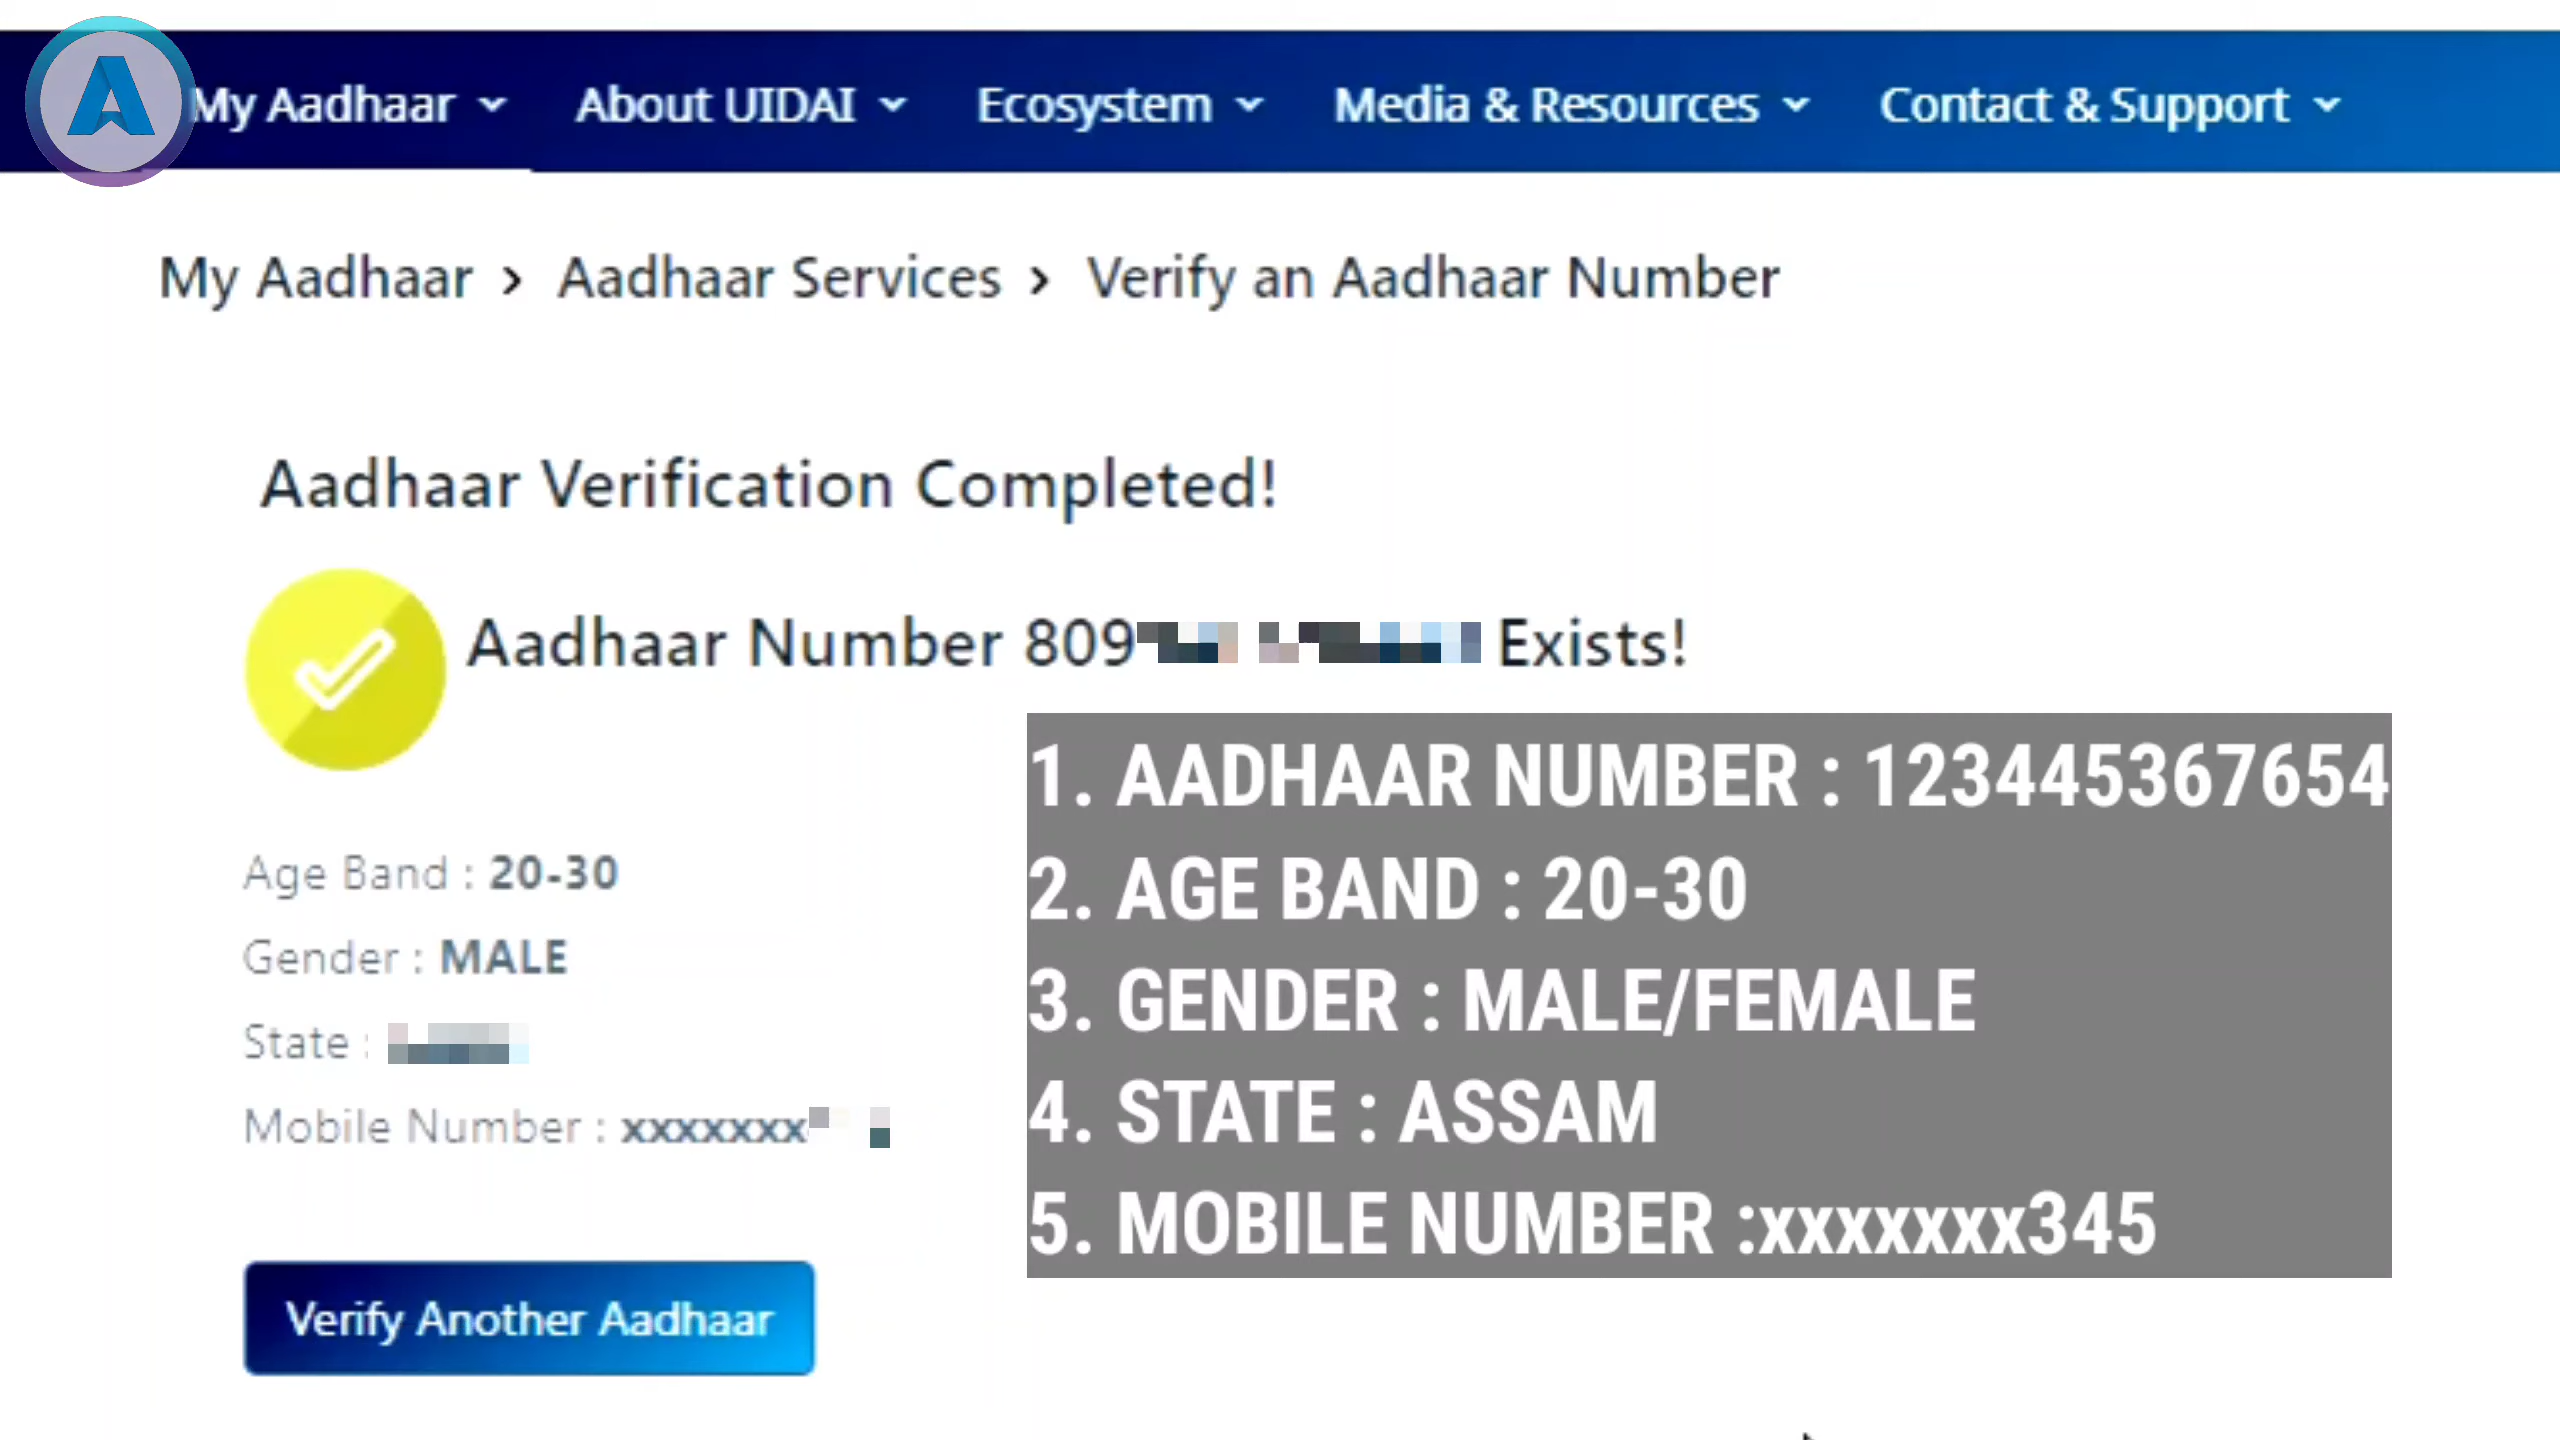 My Aadhaar About UIDAI Ecosystem Media & Resources Contact & Support
My Aadhaar > Aadhaar Services > Verify an Aadhaar Number
Aadhaar Verification Completed!
Aadhaar Number 809 Exists!
Age Band : 20-30
Gender : MALE
State :
Mobile Number : xxxxxxx
Verify Another Aadhaar
1. AADHAAR NUMBER : 123445367654
2. AGE BAND : 20-30
3. GENDER : MALE/FEMALE
4. STATE : ASSAM
5. MOBILE NUMBER :xxxxxxx345